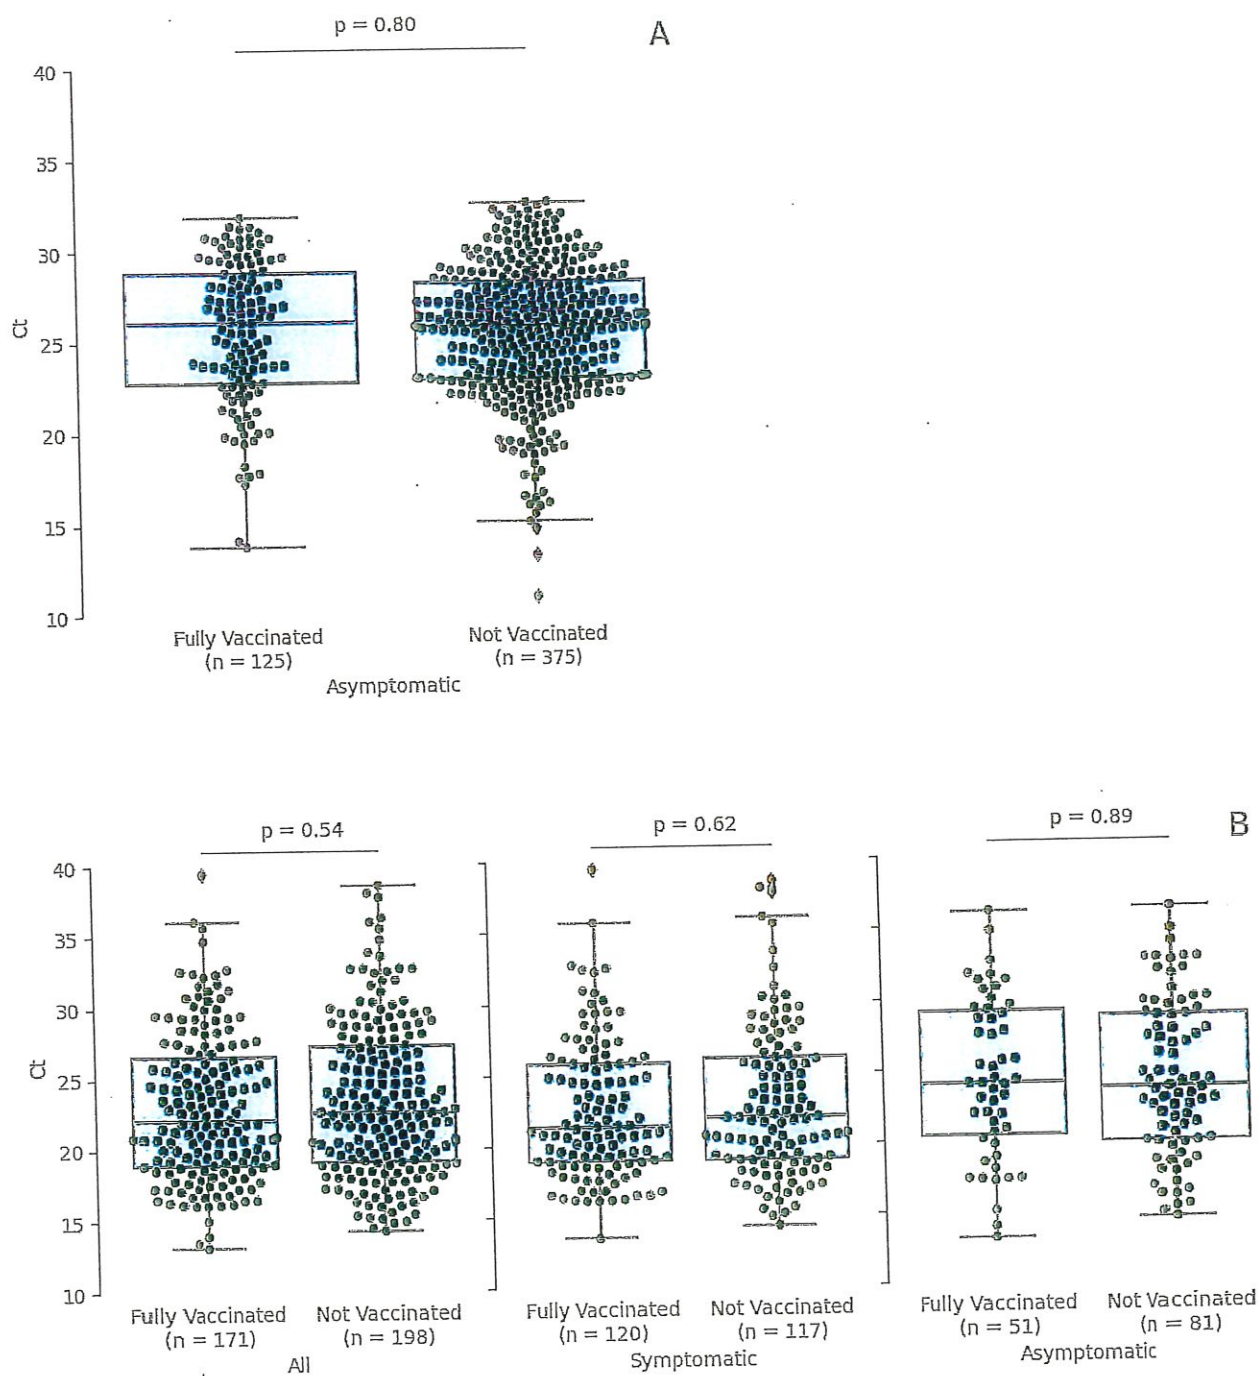 p = 0.80
A
40
35
30
25
20
15
10
Ct
Fully Vaccinated
(n = 125)
Not Vaccinated
(n = 375)
Asymptomatic
p = 0.54
p = 0.62
p = 0.89
B
40
35
30
25
20
15
10
Ct
Fully Vaccinated
(n = 171)
Not Vaccinated
(n = 198)
All
Fully Vaccinated
(n = 120)
Not Vaccinated
(n = 117)
Symptomatic
Fully Vaccinated
(n = 51)
Not Vaccinated
(n = 81)
Asymptomatic